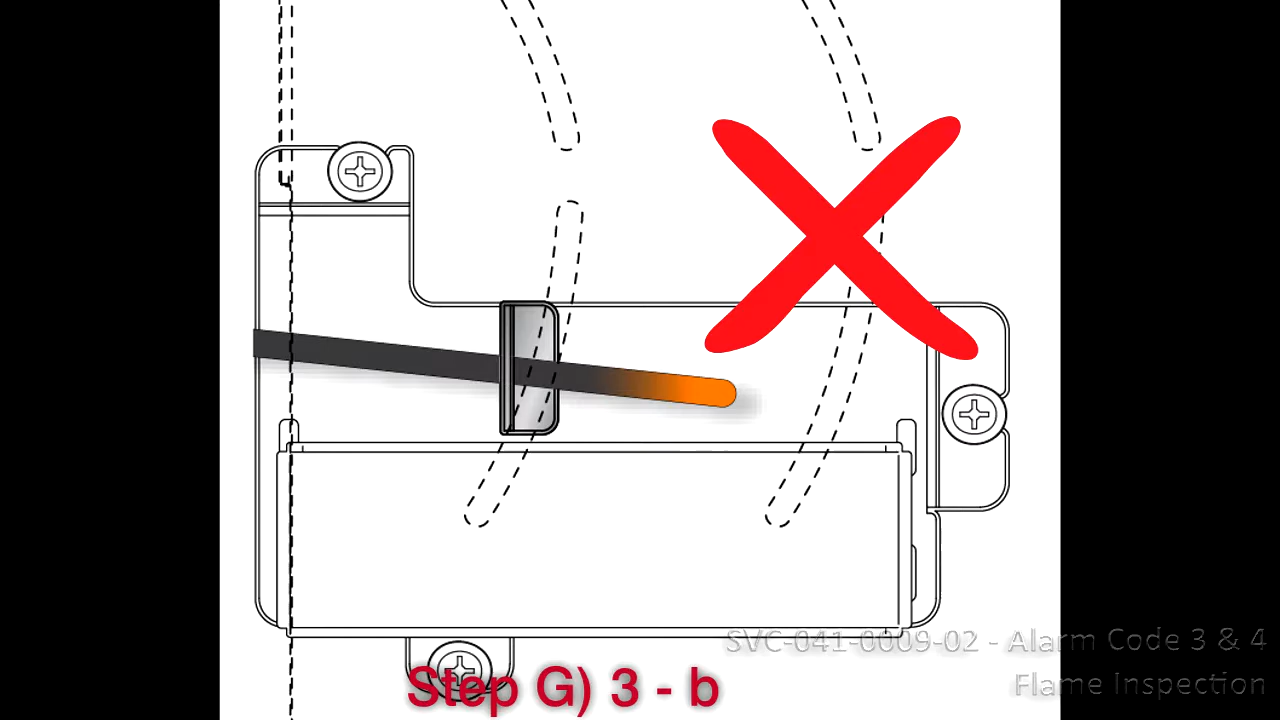 SVC-041-0009-02 - Alarm Code 3 & 4
Flame Inspection
Step G) 3 - b